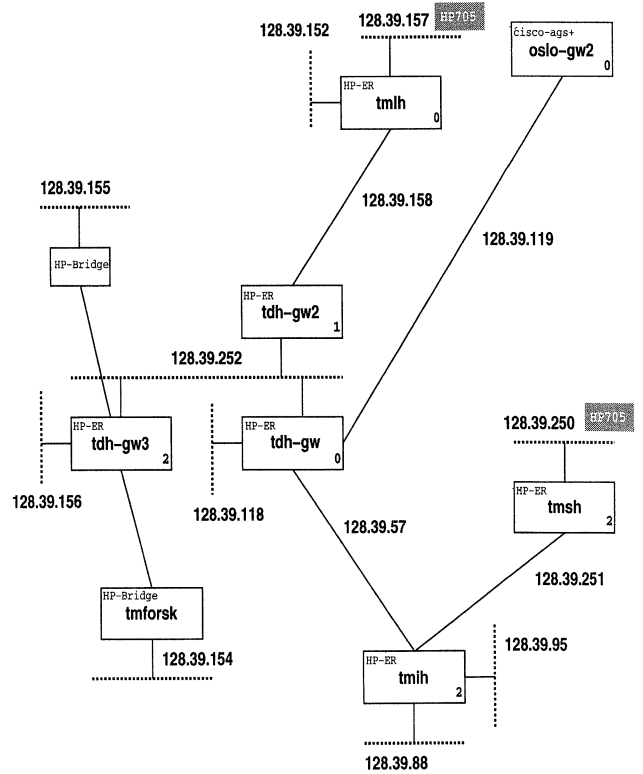 128.39.157
HP705
128.39.152
cisco-ags+
oslo-gw2
0
HP-ER
tmlh
0
128.39.155
128.39.158
128.39.119
HP-Bridge
HP-ER
tdh-gw2
1
128.39.252
HP-ER
tdh-gw3
2
HP-ER
tdh-gw
0
128.39.250
HP705
128.39.156
128.39.118
128.39.57
HP-ER
tmsh
2
128.39.251
HP-Bridge
tmforsk
128.39.154
128.39.95
HP-ER
tmih
2
128.39.88